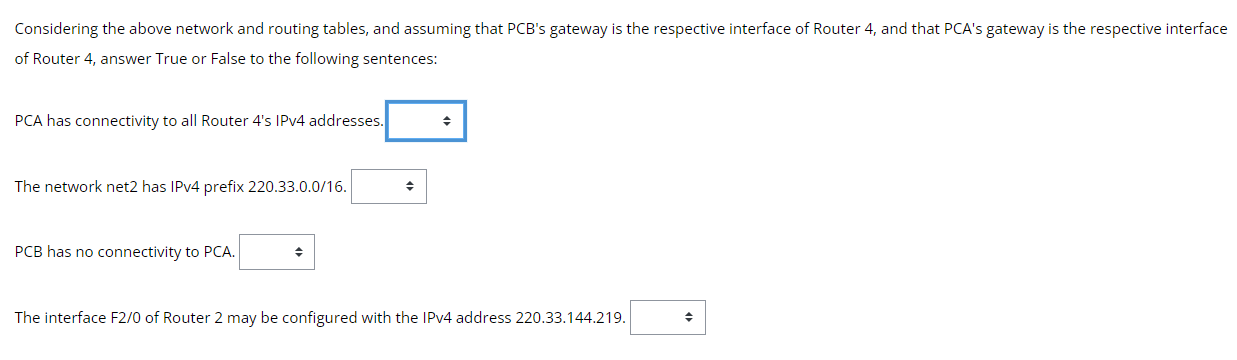 Considering the above network and routing tables, and assuming that PCB's gateway is the respective interface of Router 4, and that PCA's gateway is the respective interface
of Router 4, answer True or False to the following sentences:
PCA has connectivity to all Router 4's IPv4 addresses.
The network net2 has IPv4 prefix 220.33.0.0/16.
PCB has no connectivity to PCA.
The interface F2/0 of Router 2 may be configured with the IPv4 address 220.33.144.219.